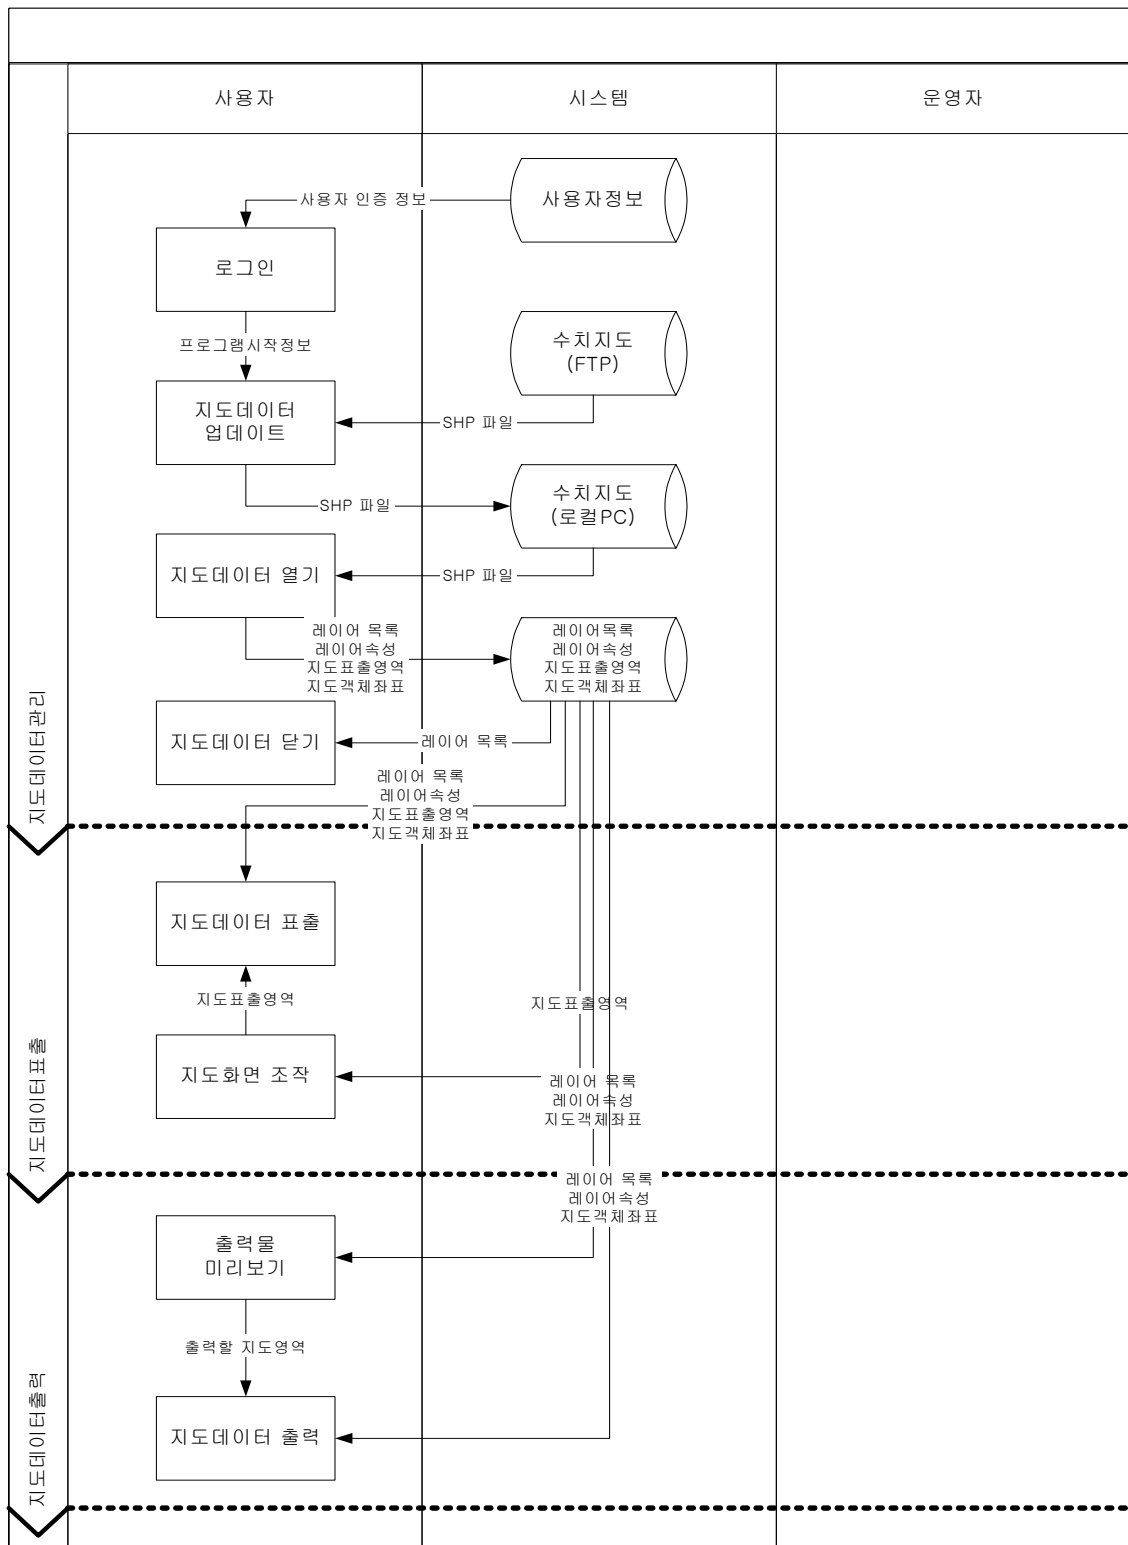 사용자
시스템
운영자
사용자 인증 정보
사용자정보
로그인
프로그램시작정보
수치지도
(FTP)
지도데이터
업데이트
SHP 파일
SHP 파일
수치지도
(로컬PC)
지도데이터 열기
SHP 파일
레이어 목록
레이어속성
지도표출영역
지도객체좌표
레이어목록
레이어속성
지도표출영역
지도객체좌표
지도데이터관리
지도데이터 닫기
레이어 목록
레이어 목록
레이어속성
지도표출영역
지도객체좌표
지도데이터 표출
지도표출영역
지도표출영역
지도데이터표출
지도화면 조작
레이어 목록
레이어속성
지도객체좌표
레이어 목록
레이어속성
지도객체좌표
출력물
미리보기
출력할 지도영역
지도데이터출력
지도데이터 출력